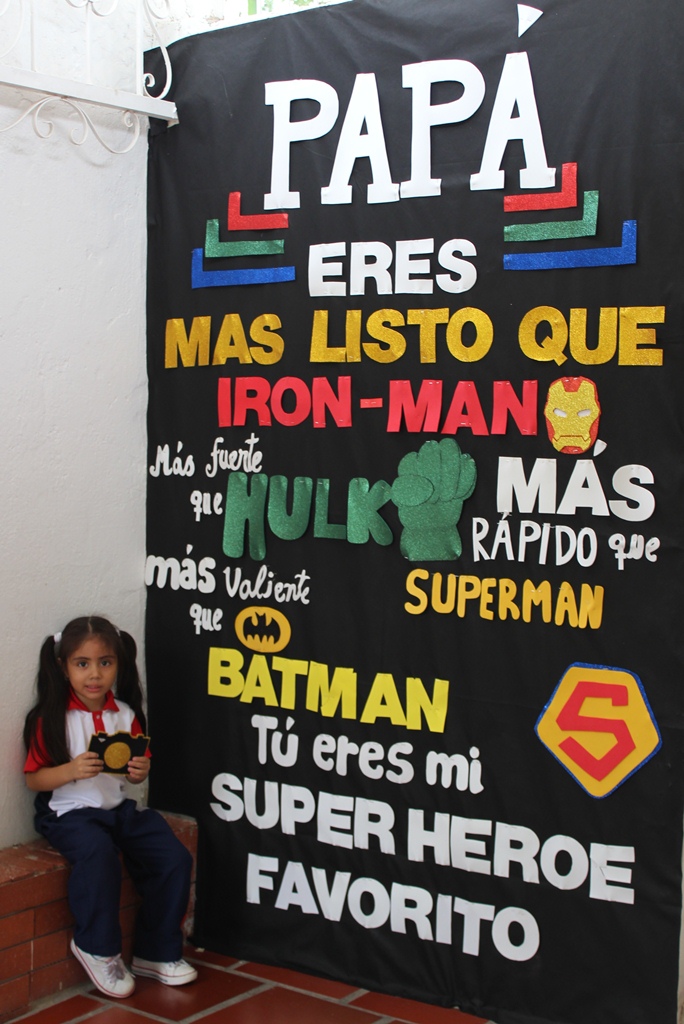 PAPÁ
ERES
MAS LISTO QUE
IRON-MAN
Más fuerte
que
HULK
MÁS
RÁPIDO que
SUPERMAN
más valiente
que
BATMAN
S
Tú eres mi
SUPER HEROE
FAVORITO